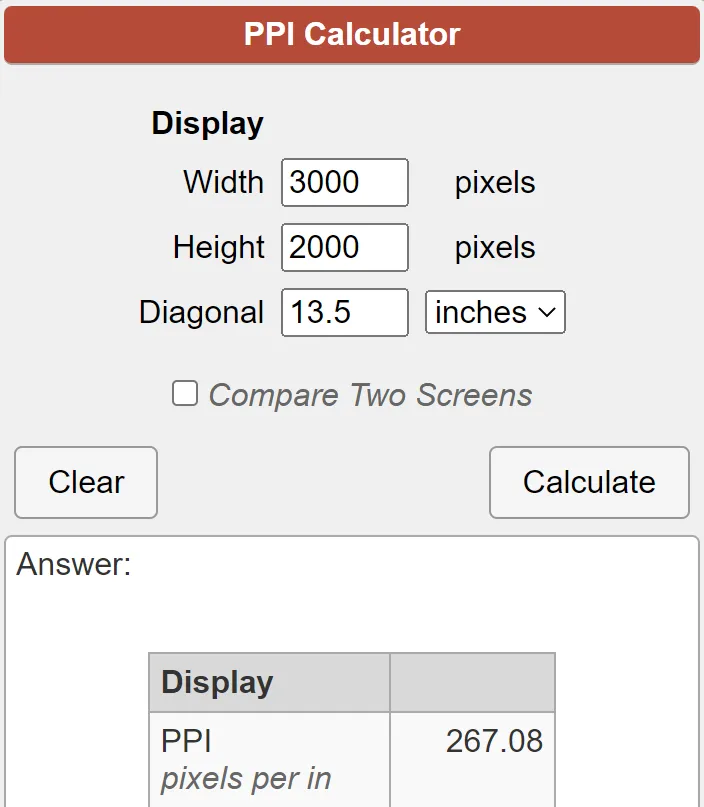 PPI Calculator
Display
Width 3000 pixels
Height 2000 pixels
Diagonal 13.5 inches
Compare Two Screens
Clear Calculate
Answer:
Display
PPI 267.08
pixels per in